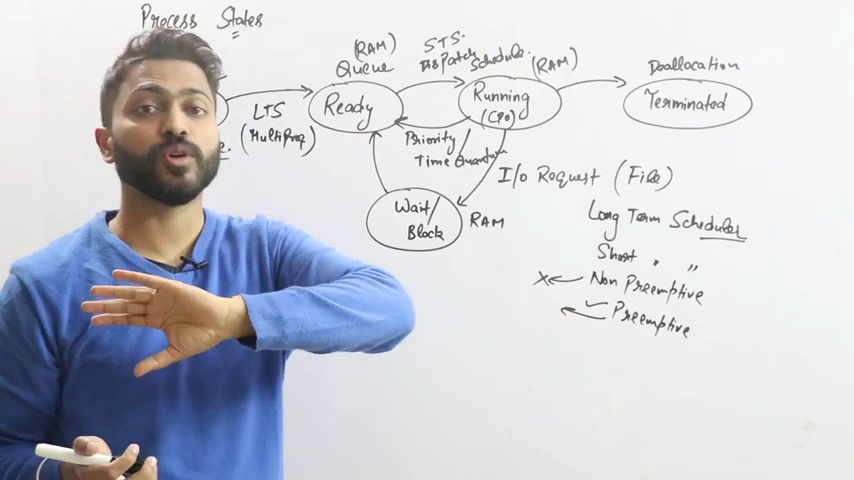 Process States
(RAM)
Queue
STS
Dispatch Schedule.
(RAM)
Deallocation
Ready
Running
(CPU)
Terminated
LTS
(MultiProg)
Priority
Time Quantum
I/o Request (File)
Wait/
Block
RAM
Long Term Scheduler
Short " "
X Non Preemptive
✓ Preemptive